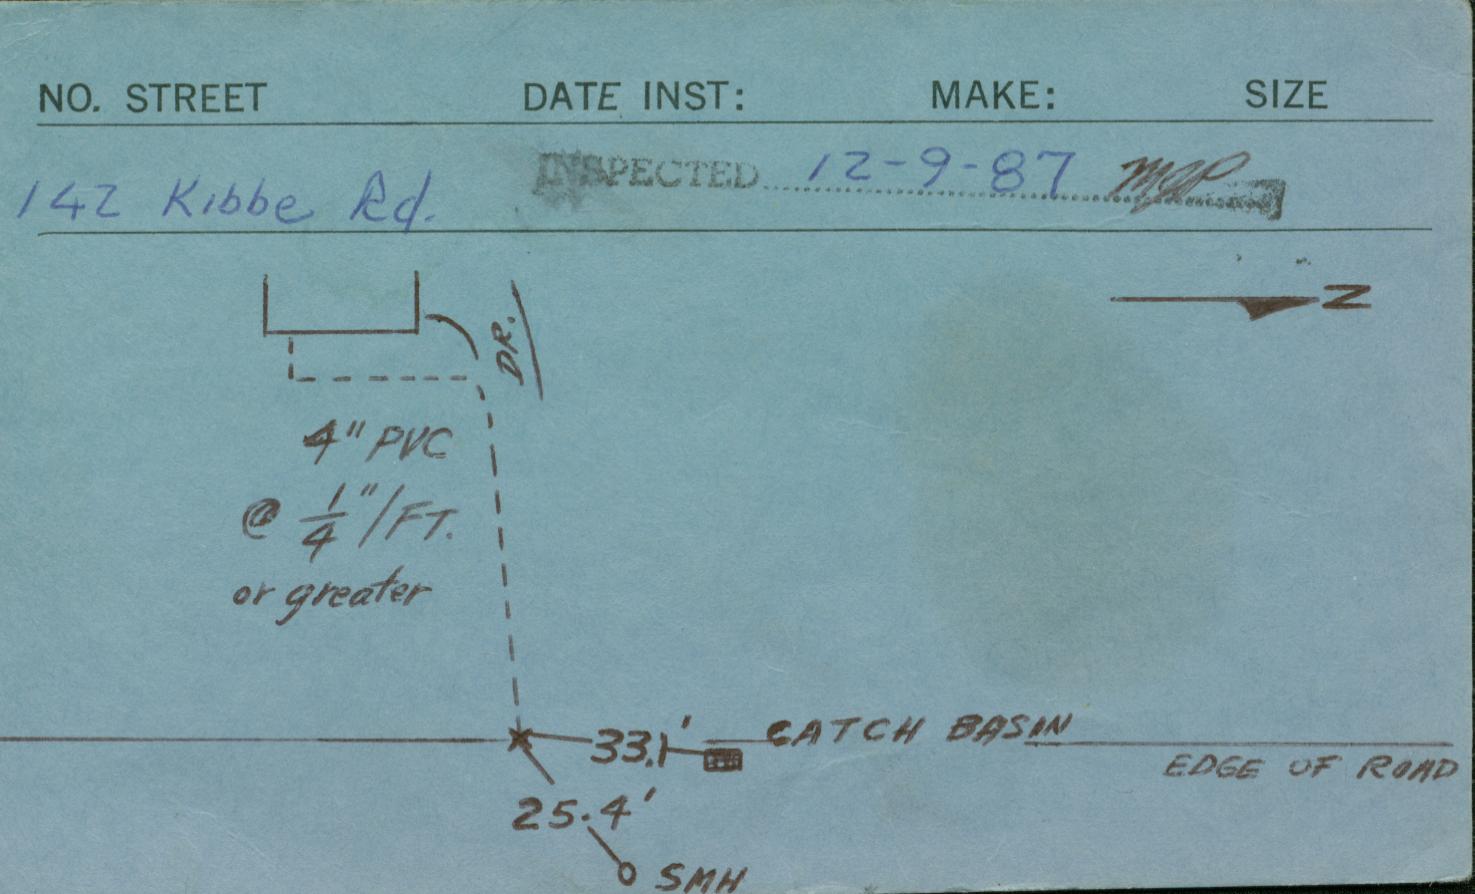 NO. STREET DATE INST: MAKE: SIZE
142 Kibbe Rd. INSPECTED 12-9-87 MJP
N
DR.
4" PVC
@ 1/4"/FT.
or greater
33.1' CATCH BASIN
EDGE OF ROAD
25.4'
SMH